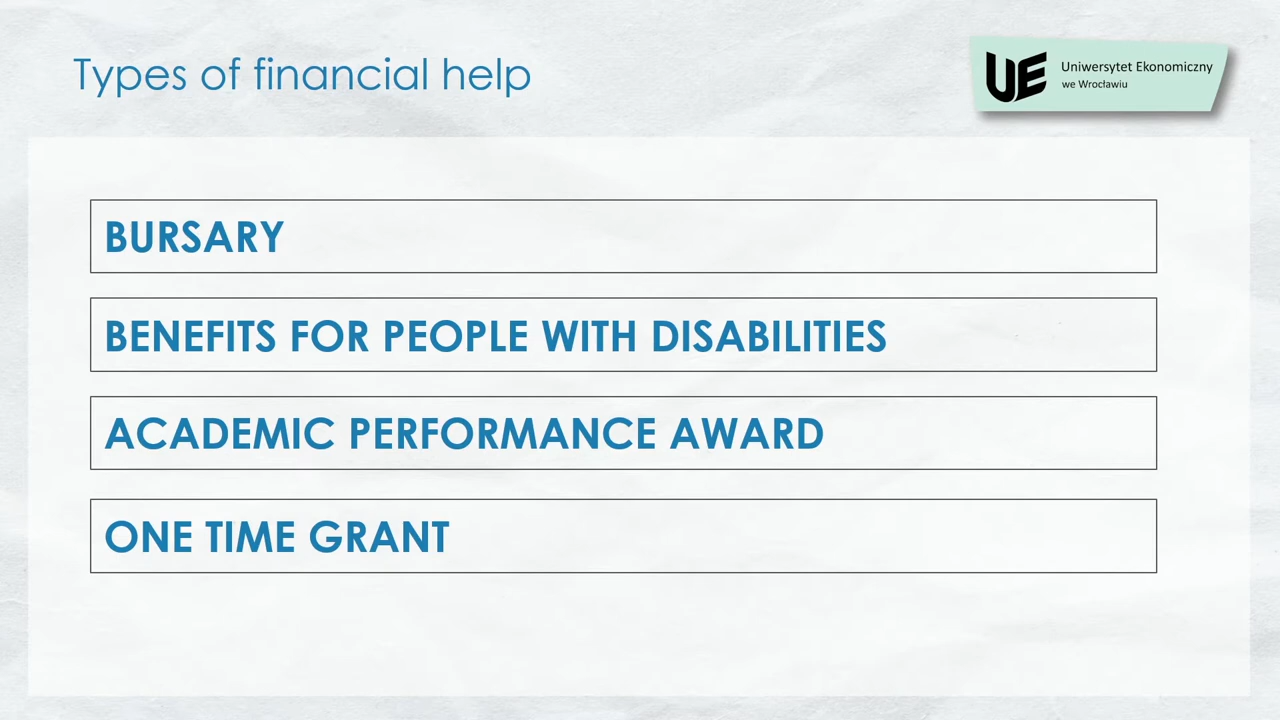 Types of financial help
UE
Uniwersytet Ekonomiczny
we Wrocławiu
BURSARY
BENEFITS FOR PEOPLE WITH DISABILITIES
ACADEMIC PERFORMANCE AWARD
ONE TIME GRANT